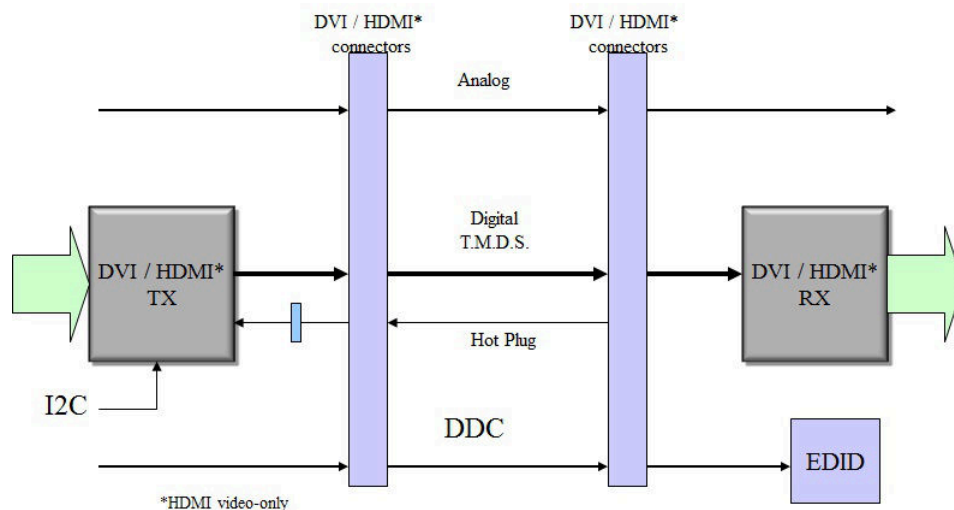 DVI / HDMI*
connectors
DVI / HDMI*
connectors
Analog
Digital
T.M.D.S.
DVI / HDMI*
TX
DVI / HDMI*
RX
Hot Plug
I2C
DDC
EDID
*HDMI video-only